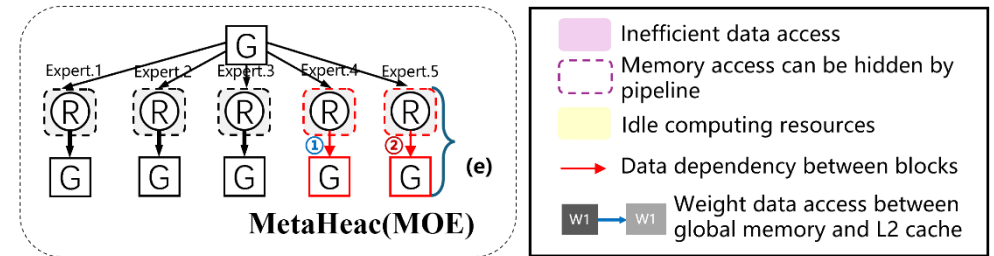 G
Expert.1 Expert.2 Expert.3 Expert.4 Expert.5
R R R R R
① ②
G G G G G
(e)
MetaHeac(MOE)
Inefficient data access
Memory access can be hidden by
pipeline
Idle computing resources
Data dependency between blocks
W1 W1
Weight data access between
global memory and L2 cache